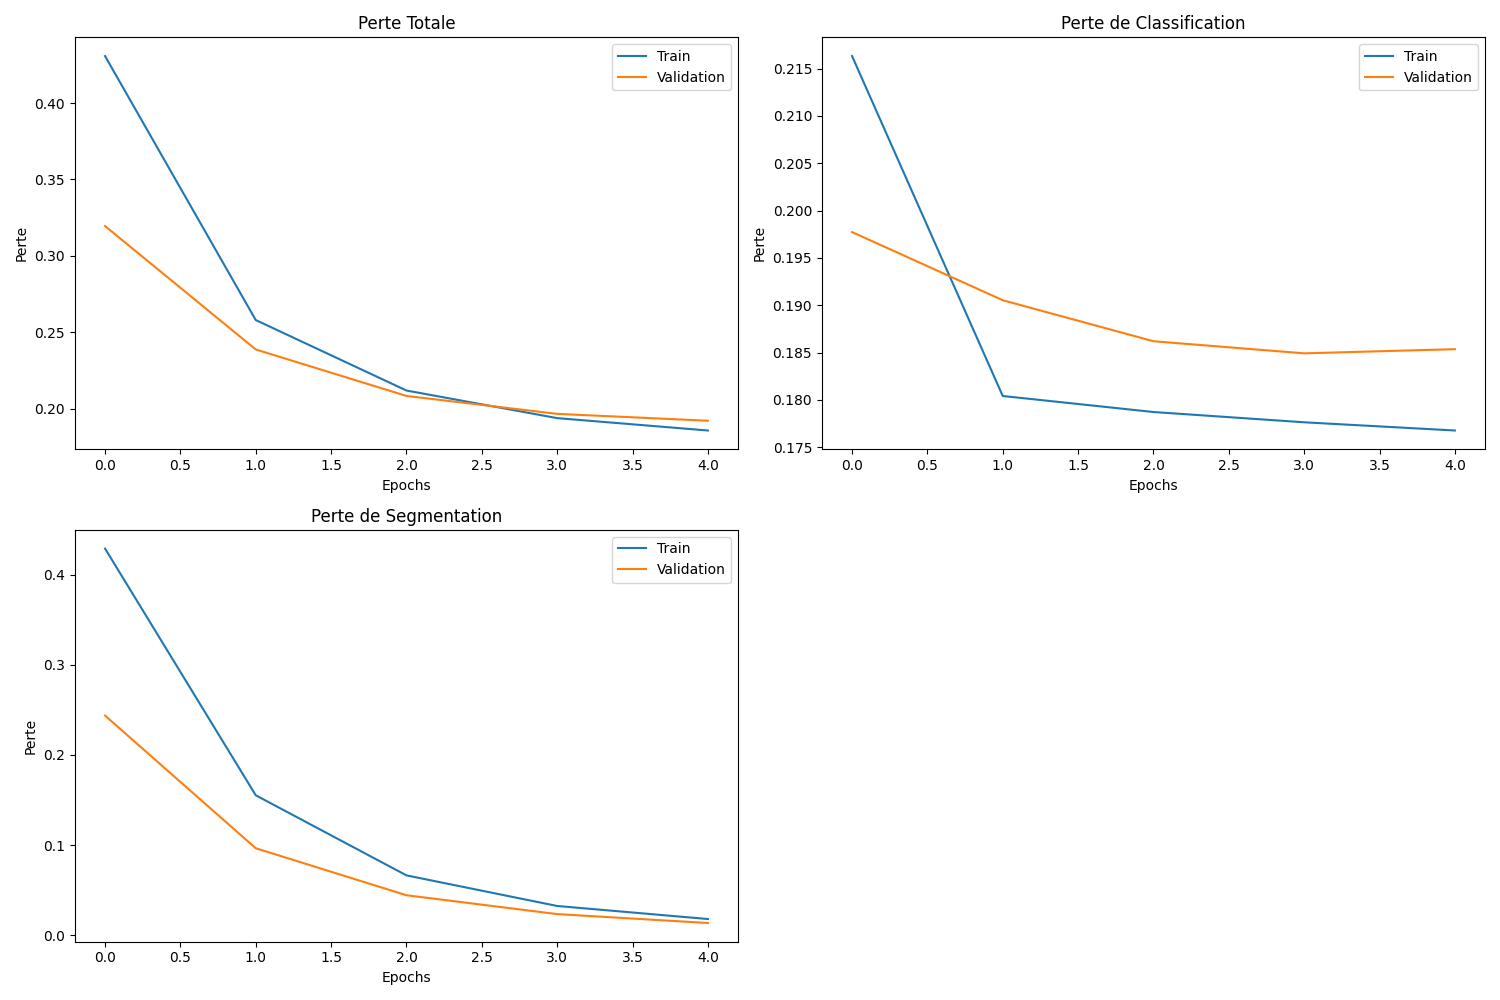 Perte Totale
Train
Validation
0.40
0.35
0.30
0.25
0.20
Perte
0.0 0.5 1.0 1.5 2.0 2.5 3.0 3.5 4.0
Epochs
Perte de Classification
Train
Validation
0.215
0.210
0.205
0.200
0.195
0.190
0.185
0.180
0.175
Perte
0.0 0.5 1.0 1.5 2.0 2.5 3.0 3.5 4.0
Epochs
Perte de Segmentation
Train
Validation
0.4
0.3
0.2
0.1
0.0
Perte
0.0 0.5 1.0 1.5 2.0 2.5 3.0 3.5 4.0
Epochs